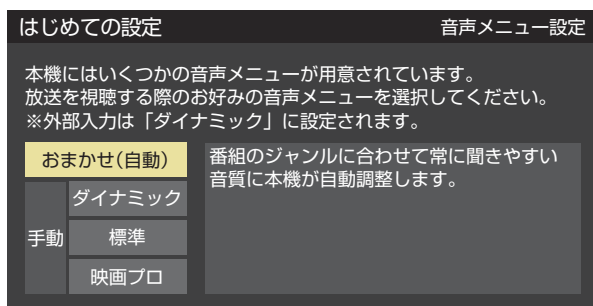 はじめての設定 音声メニュー設定
本機にはいくつかの音声メニューが用意されています。
放送を視聴する際のお好みの音声メニューを選択してください。
※外部入力は「ダイナミック」に設定されます。
おまかせ(自動)
手動
ダイナミック
標準
映画プロ
番組のジャンルに合わせて常に聞きやすい
音質に本機が自動調整します。